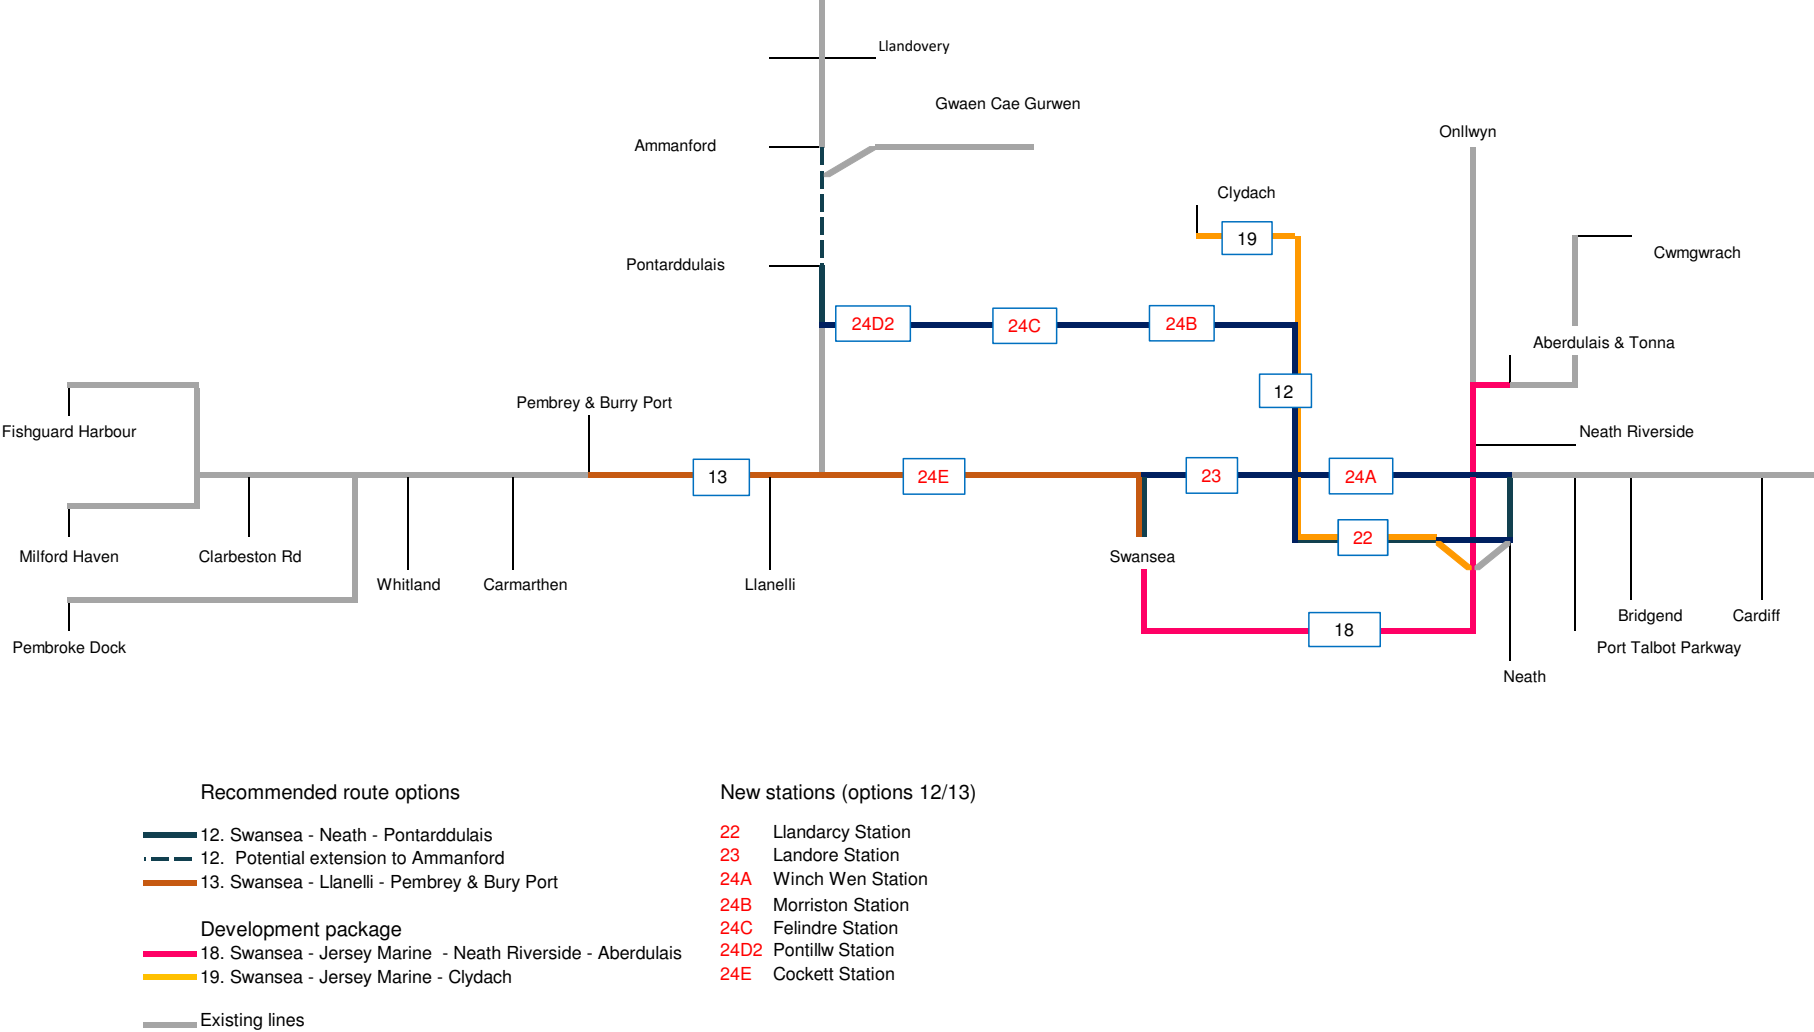 Llandovery
Gwaen Cae Gurwen
Ammanford
Onllwyn
Clydach
19
Cwmgwrach
Pontarddulais
24D2
24C
24B
Aberdulais & Tonna
12
Pembrey & Burry Port
Fishguard Harbour
Neath Riverside
13
24E
23
24A
22
Milford Haven
Clarbeston Rd
Swansea
Whitland
Carmarthen
Llanelli
Bridgend
Cardiff
18
Pembroke Dock
Port Talbot Parkway
Neath
Recommended route options
12. Swansea - Neath - Pontarddulais
12. Potential extension to Ammanford
13. Swansea - Llanelli - Pembrey & Bury Port
Development package
18. Swansea - Jersey Marine - Neath Riverside - Aberdulais
19. Swansea - Jersey Marine - Clydach
Existing lines
New stations (options 12/13)
22 Llandarcy Station
23 Landore Station
24A Winch Wen Station
24B Morriston Station
24C Felindre Station
24D2 Pontillw Station
24E Cockett Station